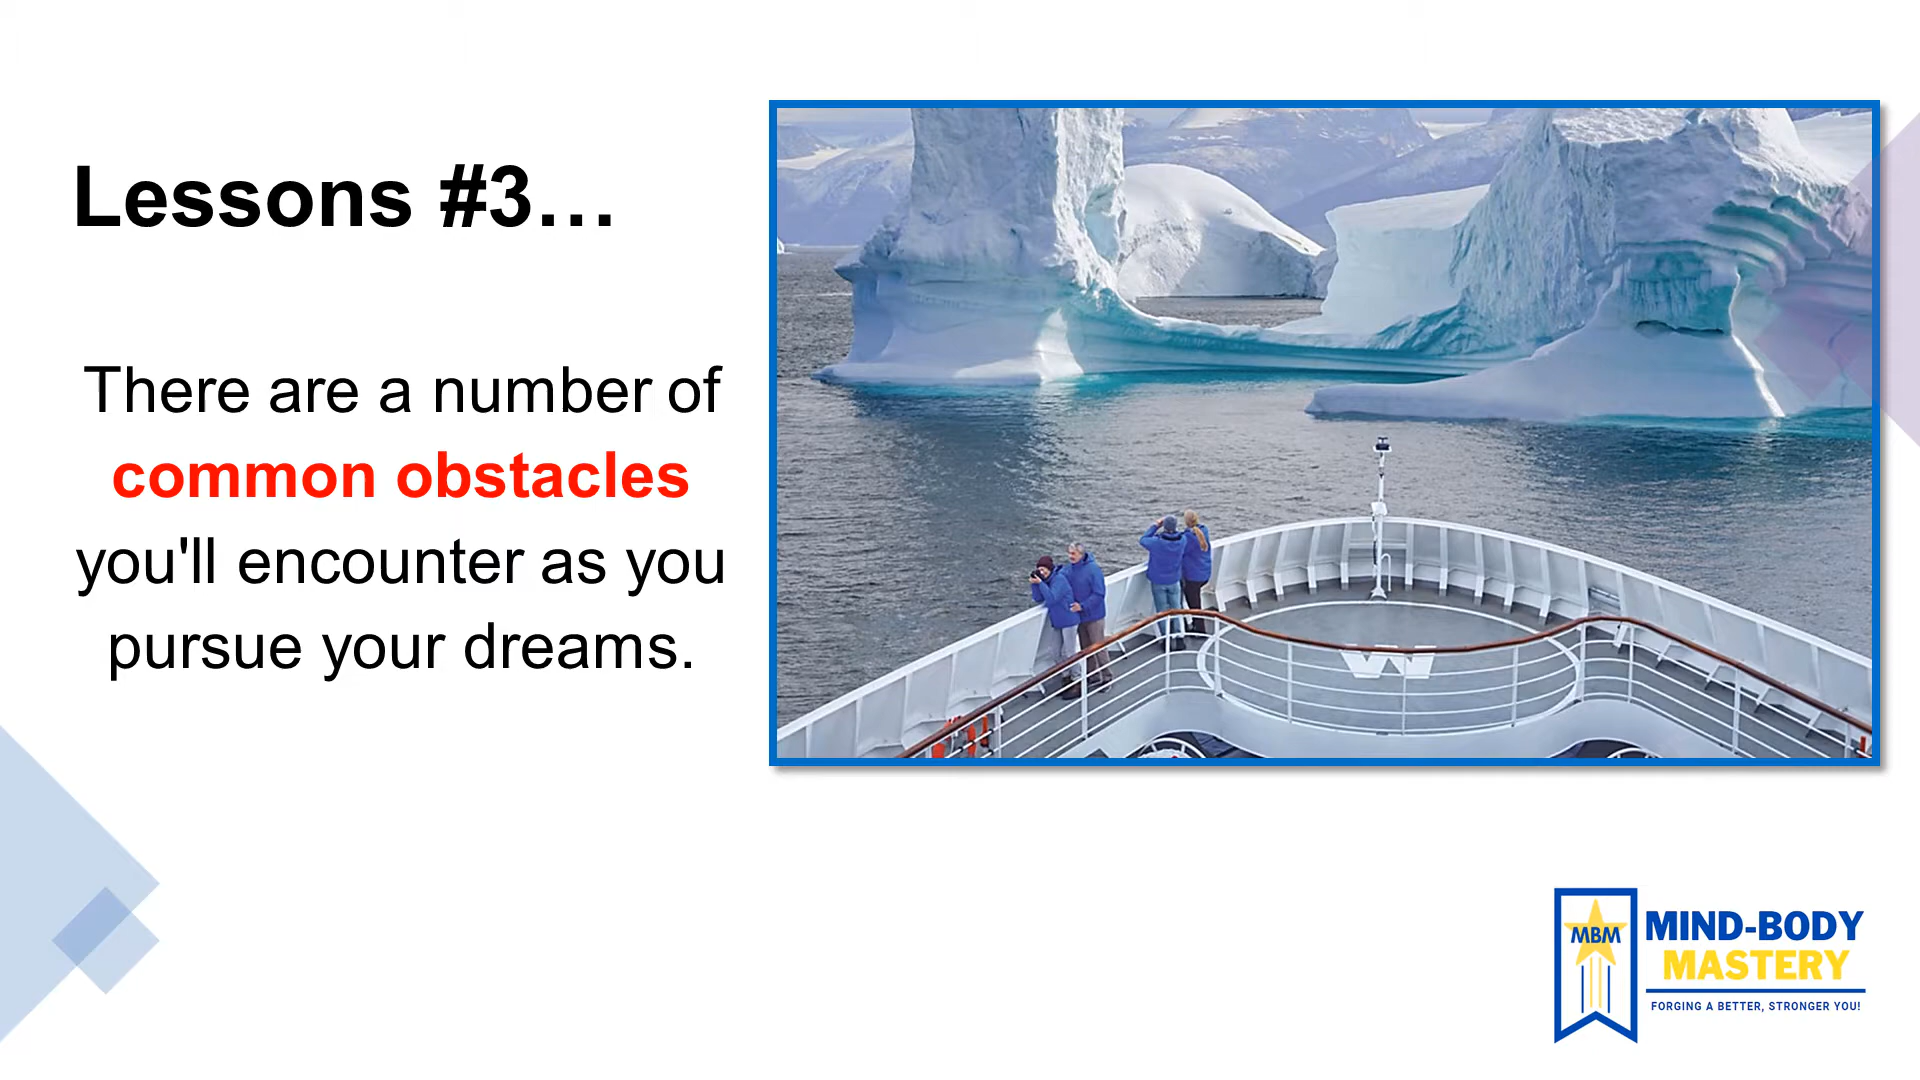 Lessons #3…
There are a number of
common obstacles
you'll encounter as you
pursue your dreams.
MBM
MIND-BODY
MASTERY
FORGING A BETTER, STRONGER YOU!